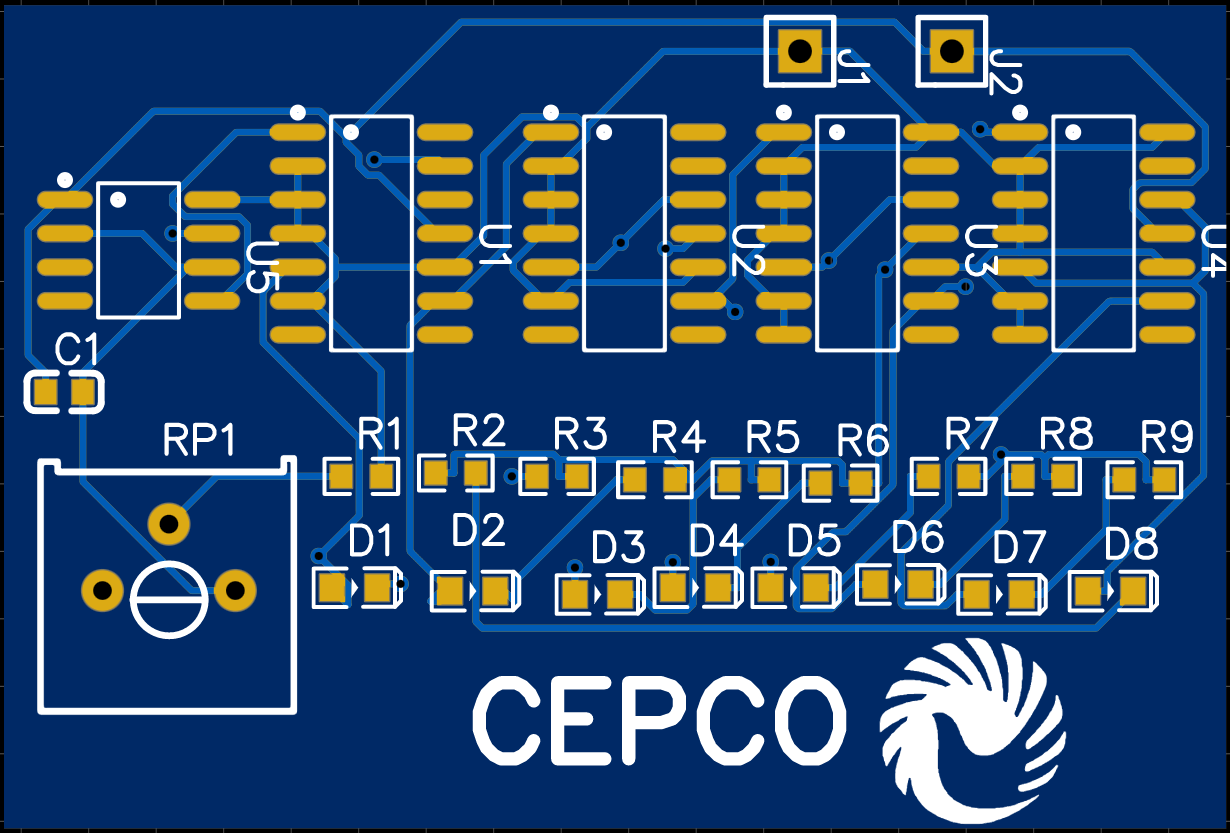 J1 J2
U5 U1 U2 U3 U4
C1
RP1 R1 R2 R3 R4 R5 R6 R7 R8 R9
D1 D2 D3 D4 D5 D6 D7 D8
CEPCO